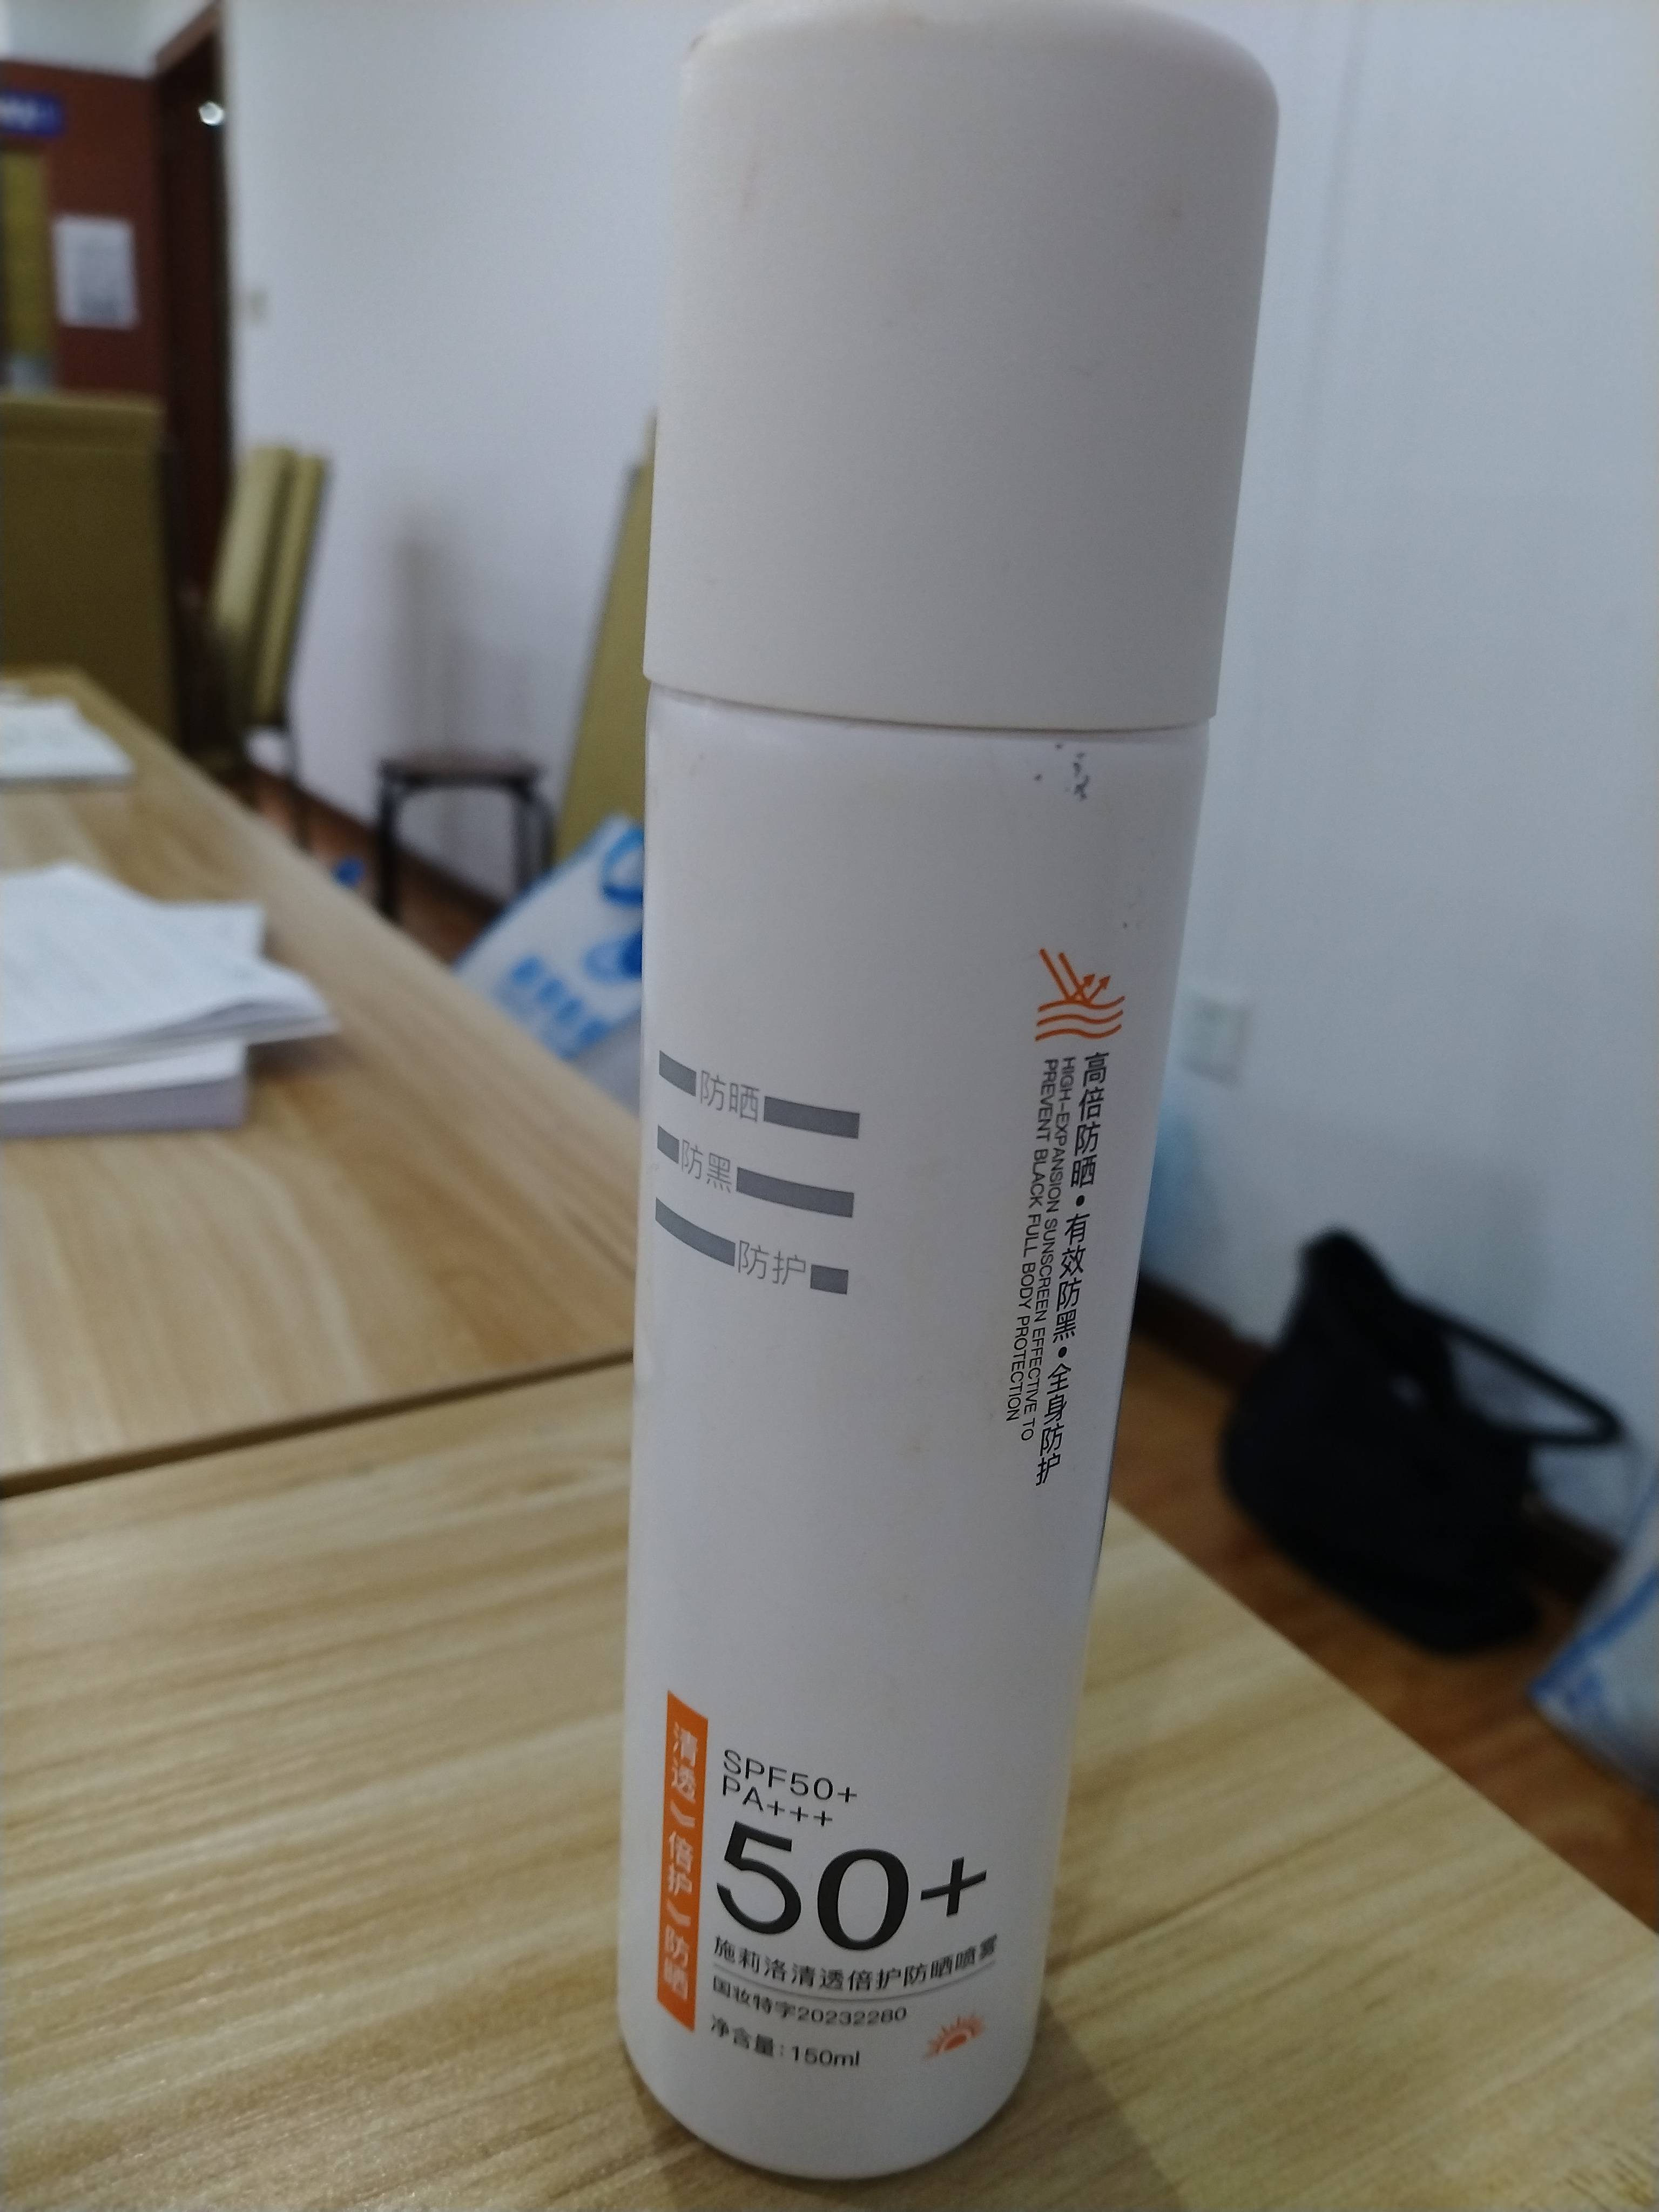 防晒
防黑
防护
高倍防晒•有效防黑•全身防护
HIGH-EXPANSION SUNSCREEN EFFECTIVE TO
PREVENT BLACK FULL BODY PROTECTION
清透》倍护》防晒
SPF50+
PA+++
50+
施莉洛清透倍护防晒喷雾
国妆特字20232280
净含量:150ml